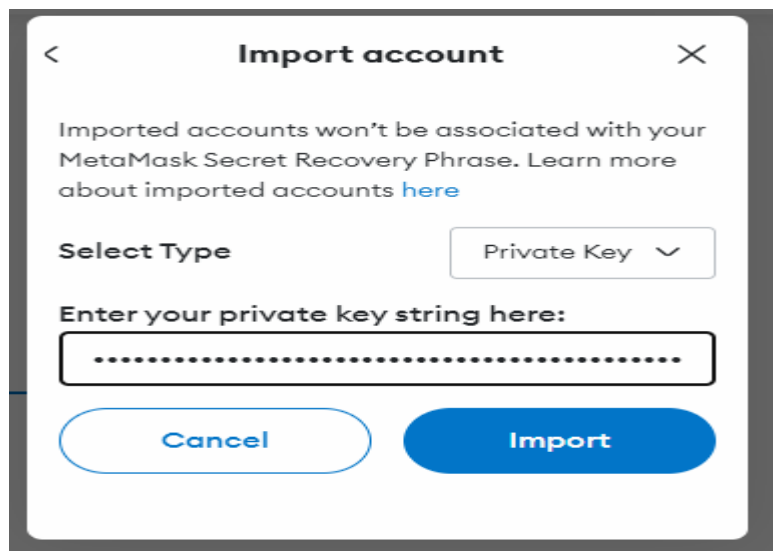 Import account
Imported accounts won't be associated with your
MetaMask Secret Recovery Phrase. Learn more
about imported accounts here
Select Type
Private Key
Enter your private key string here:
Cancel
Import